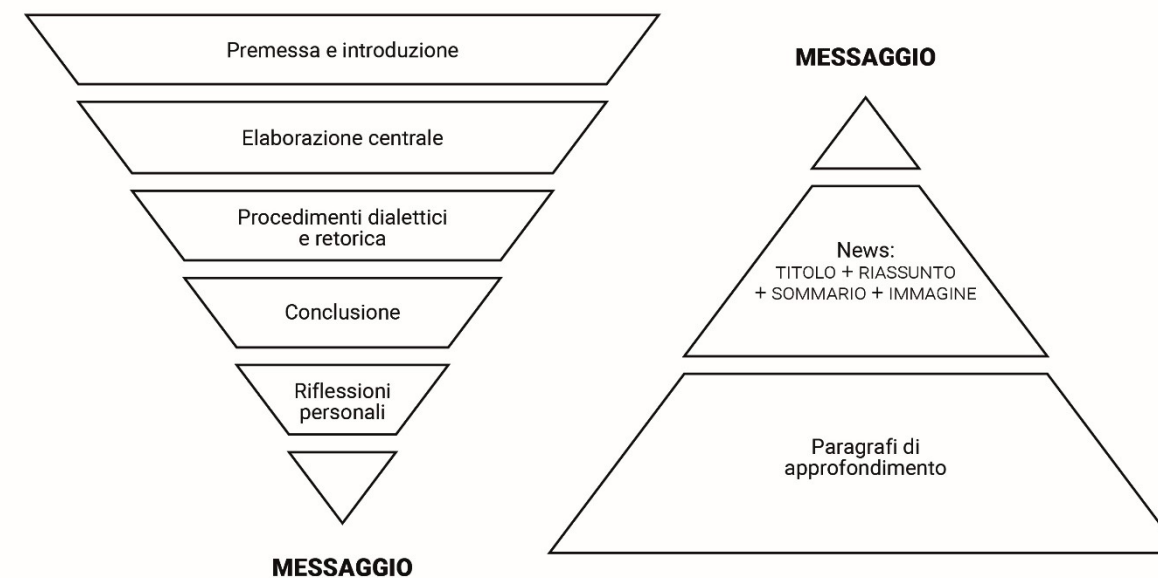 Premessa e introduzione
Elaborazione centrale
Procedimenti dialettici
e retorica
Conclusione
Riflessioni
personali
MESSAGGIO
MESSAGGIO
News:
TITOLO + RIASSUNTO
+ SOMMARIO + IMMAGINE
Paragrafi di
approfondimento